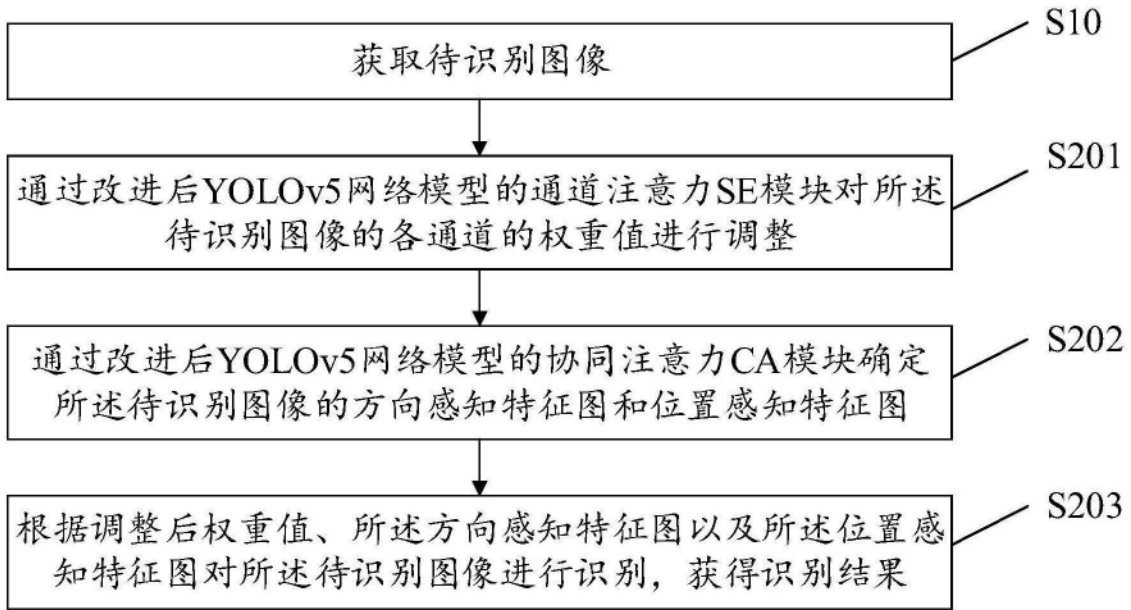 获取待识别图像
S10
通过改进后YOLOv5网络模型的通道注意力SE模块对所述
待识别图像的各通道的权重值进行调整
S201
通过改进后YOLOv5网络模型的协同注意力CA模块确定
所述待识别图像的方向感知特征图和位置感知特征图
S202
根据调整后权重值、所述方向感知特征图以及所述位置感
知特征图对所述待识别图像进行识别，获得识别结果
S203